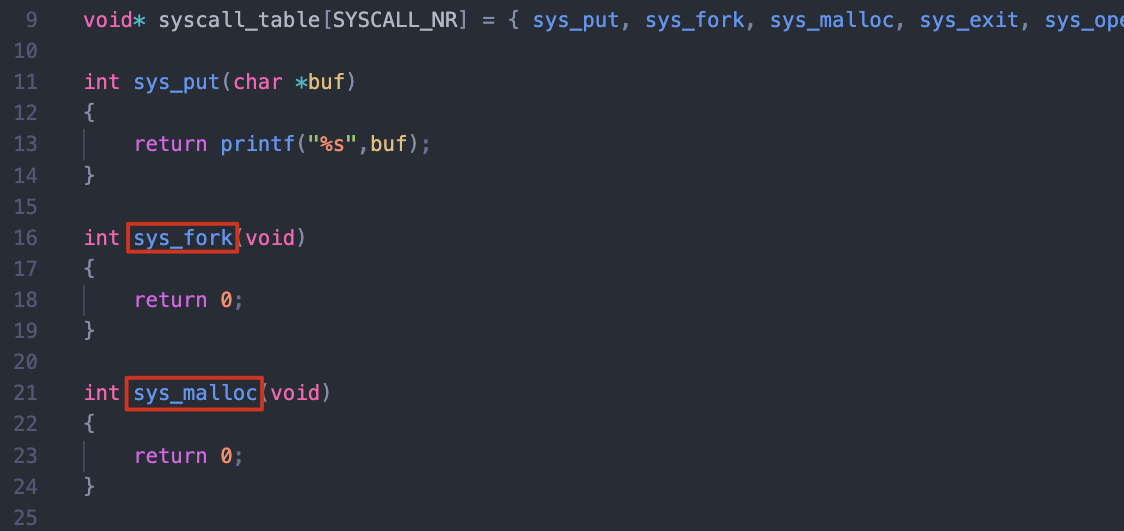 9 void* syscall_table[SYSCALL_NR] = { sys_put, sys_fork, sys_malloc, sys_exit, sys_ope
10
11 int sys_put(char *buf)
12 {
13     return printf("%s",buf);
14 }
15
16 int sys_fork(void)
17 {
18     return 0;
19 }
20
21 int sys_malloc(void)
22 {
23     return 0;
24 }
25